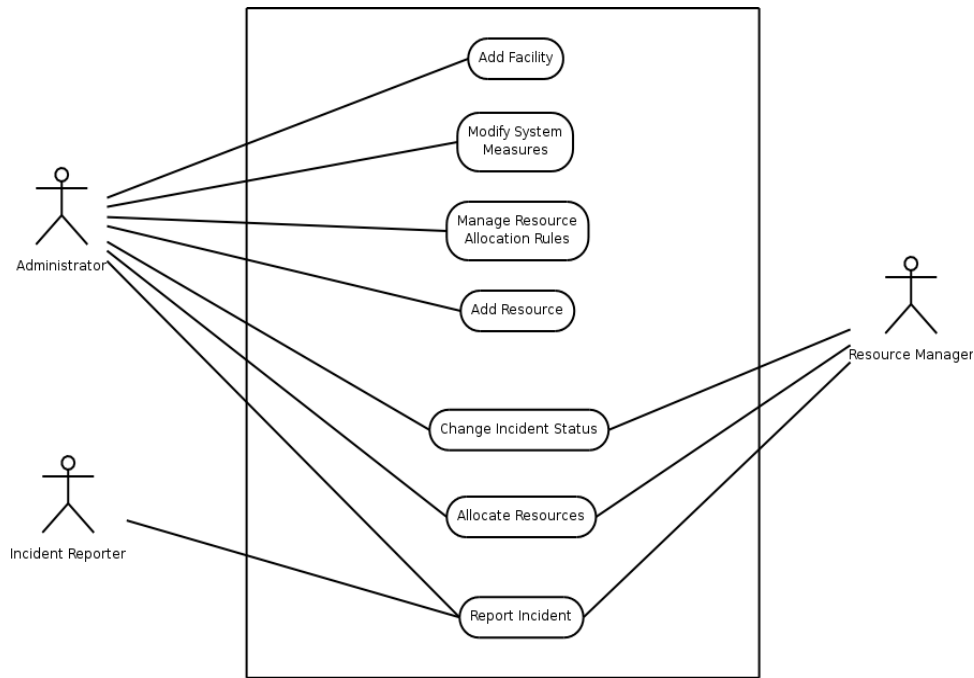 Add Facility
Modify System
Measures
Administrator
Manage Resource
Allocation Rules
Add Resource
Resource Manager
Change Incident Status
Incident Reporter
Allocate Resources
Report Incident